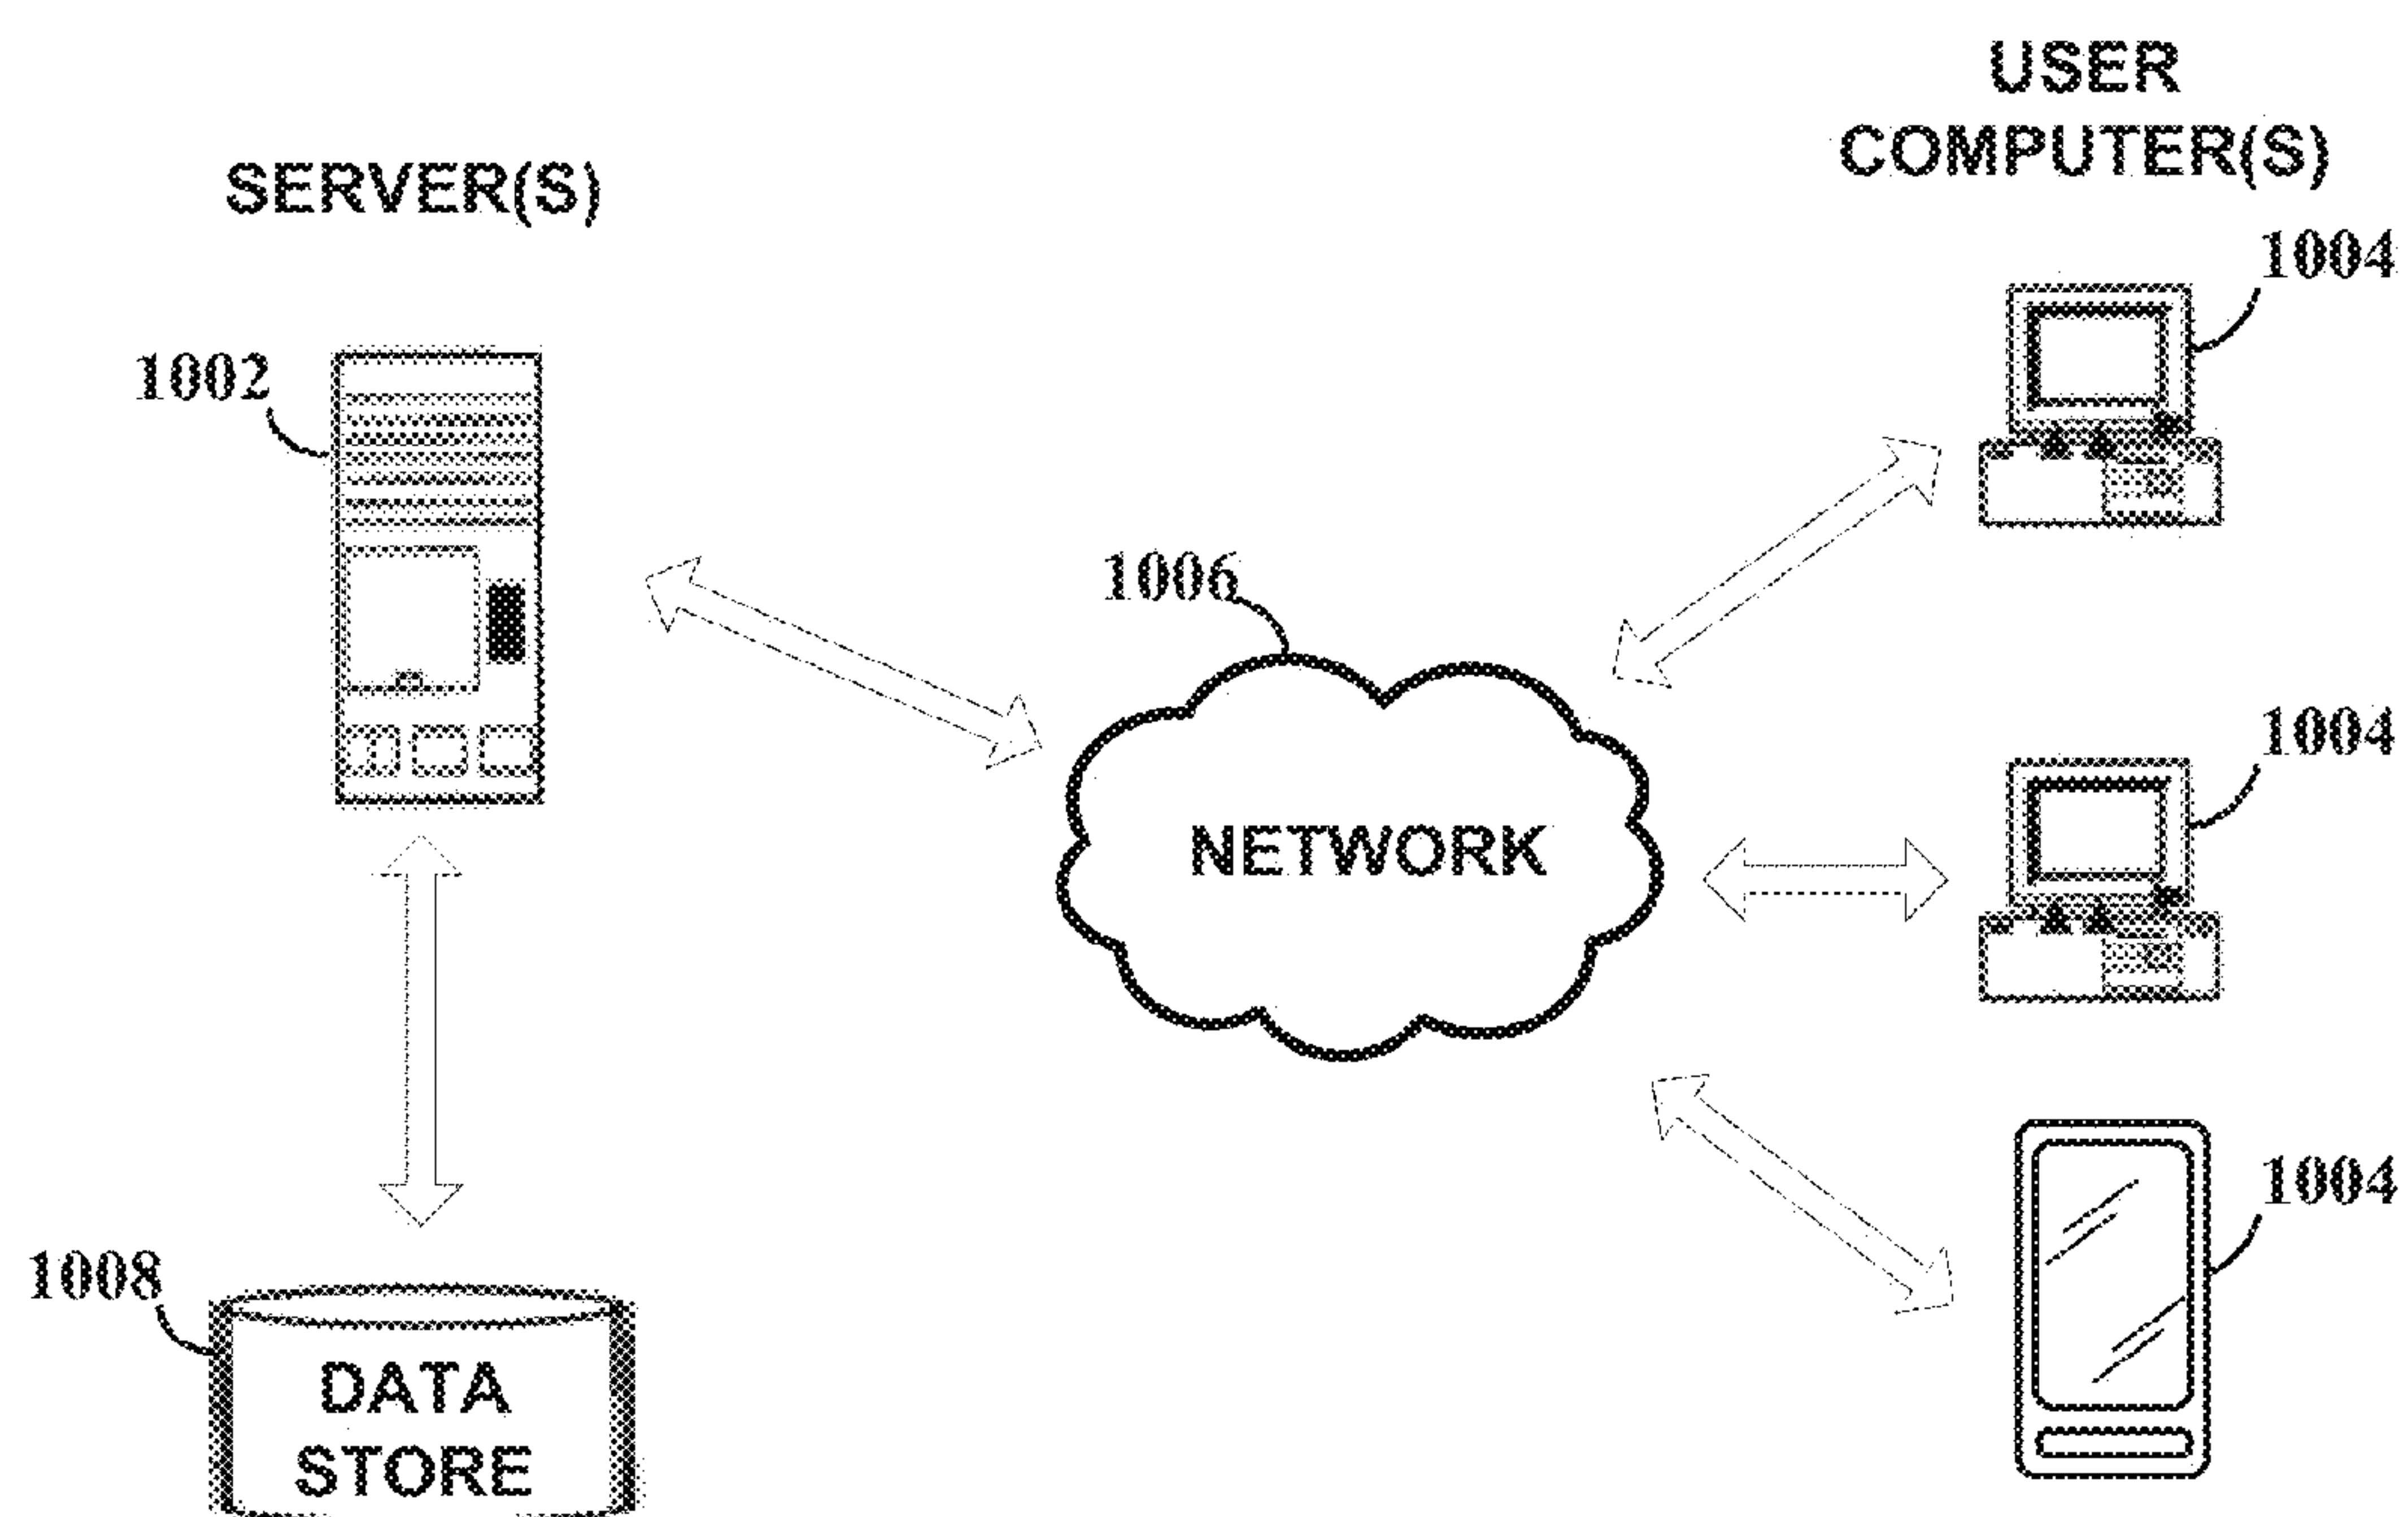 USER
COMPUTER(S)
SERVER(S)
1004
1002
1006
1004
NETWORK
1004
1008
DATA
STORE